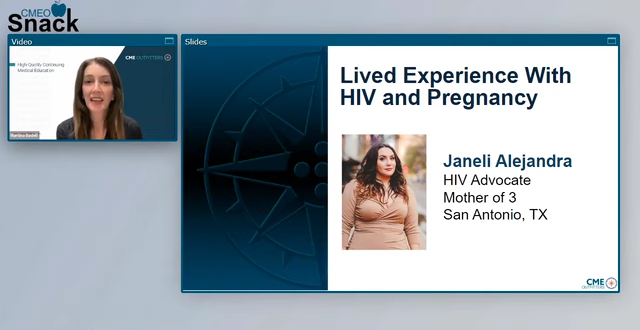 CMEO
Snack
Video
Slides
High-Quality Continuing
Medical Education
CME OUTFITTERS
Lived Experience With
HIV and Pregnancy
Janeli Alejandra
HIV Advocate
Mother of 3
San Antonio, TX
CME
OUTFITTERS